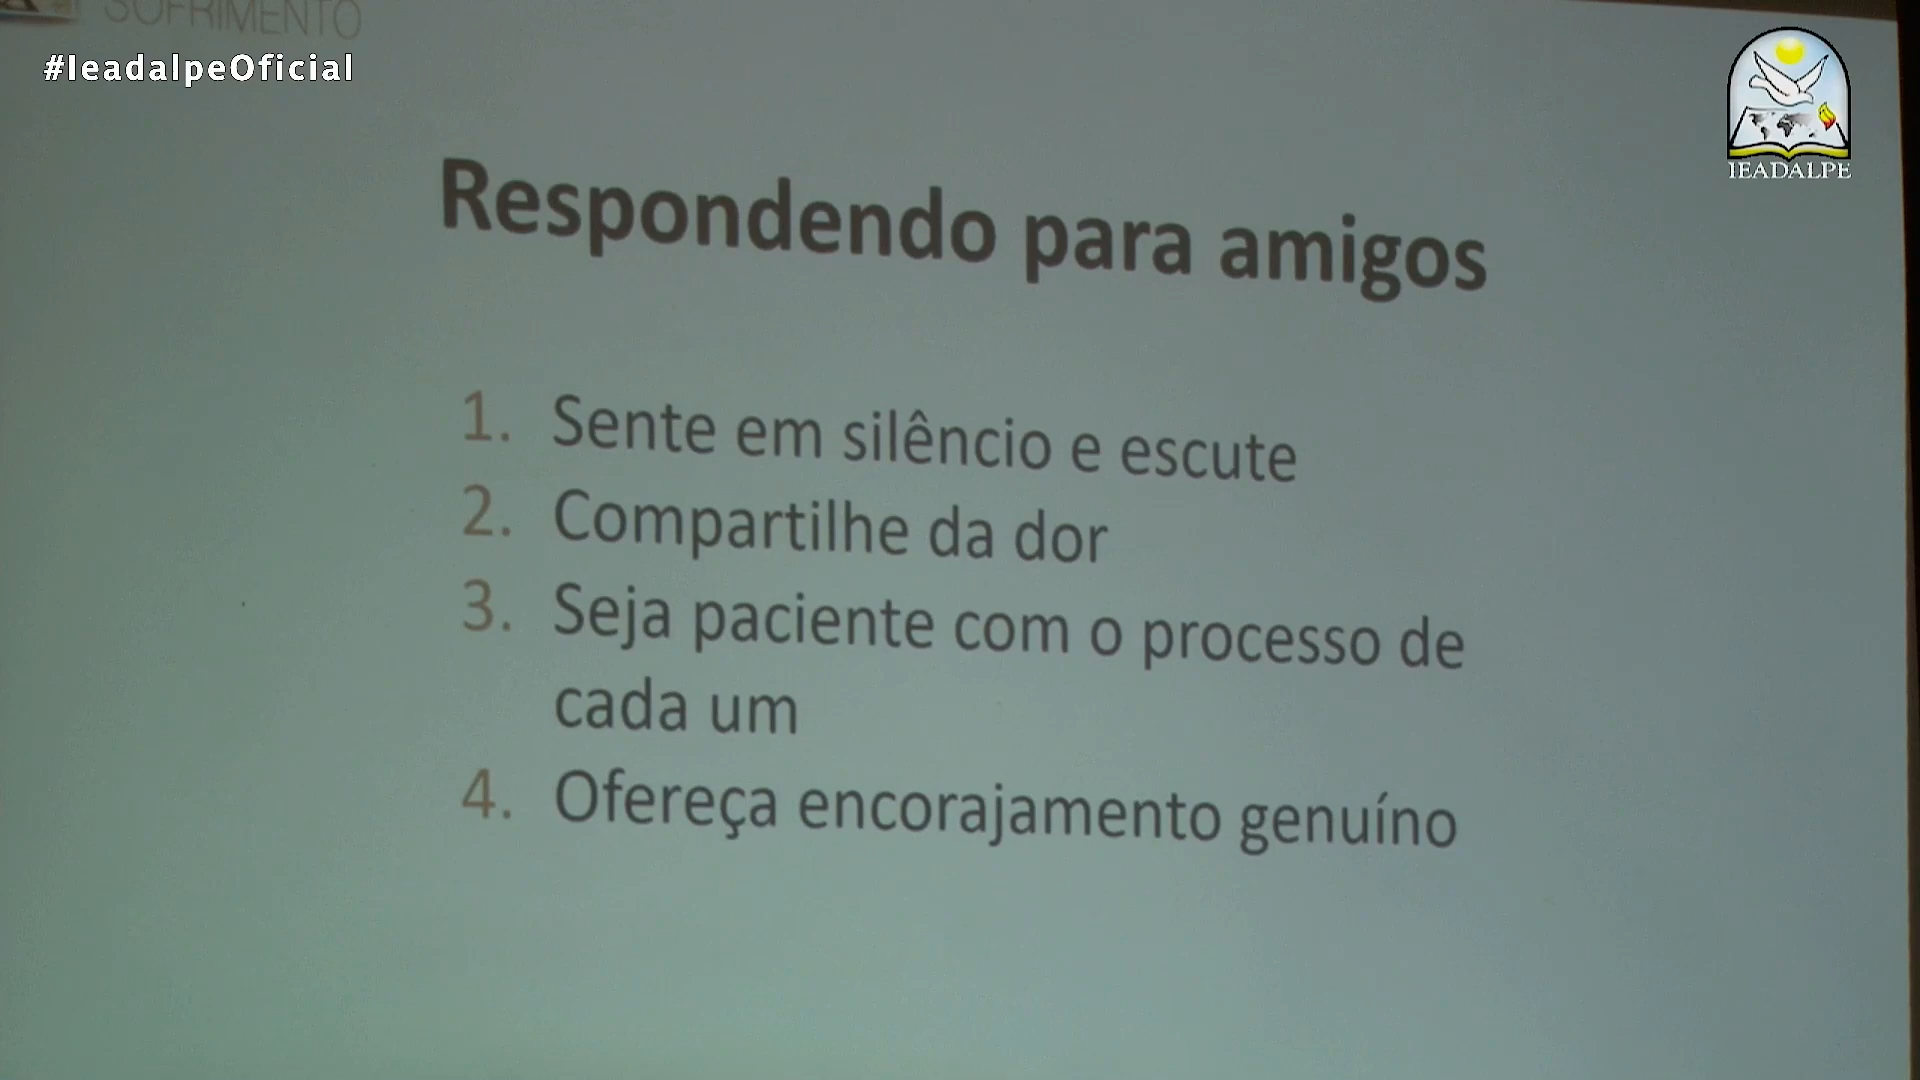 SOFRIMENTO
#IeadalpeOficial
IEADALPE
Respondendo para amigos
1. Sente em silêncio e escute
2. Compartilhe da dor
3. Seja paciente com o processo de
cada um
4. Ofereça encorajamento genuíno